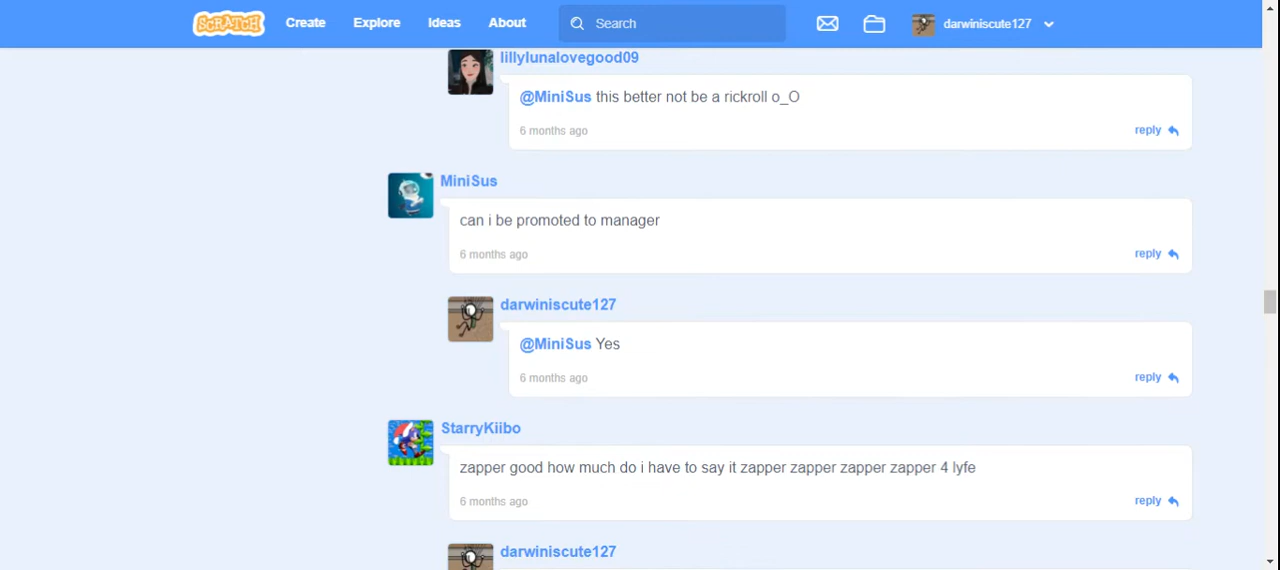 SCRATCH Create Explore Ideas About Search darwiniscute127
lillylunalovegood09
@MiniSus this better not be a rickroll o_O
6 months ago reply
MiniSus
can i be promoted to manager
6 months ago reply
darwiniscute127
@MiniSus Yes
6 months ago reply
StarryKiibo
zapper good how much do i have to say it zapper zapper zapper zapper 4 lyfe
6 months ago reply
darwiniscute127